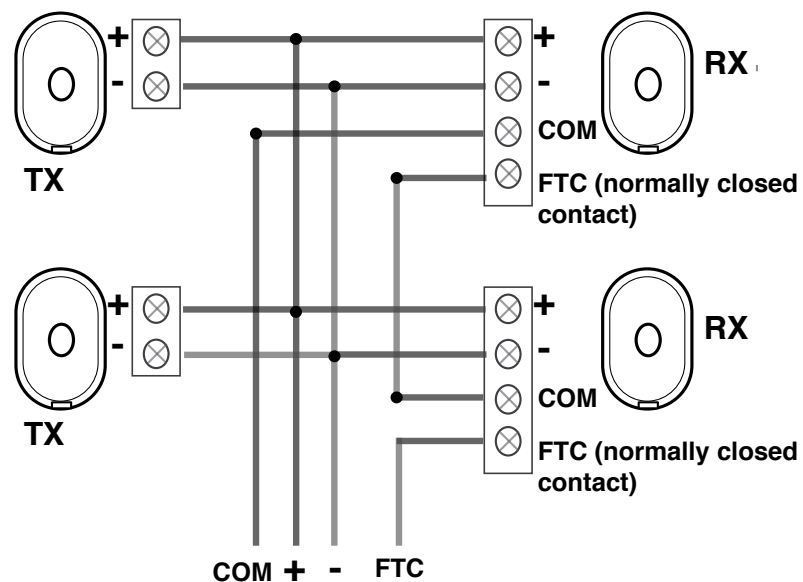 + +
- - RX
COM
TX FTC (normally closed
contact)
+ +
- - RX
COM
TX FTC (normally closed
contact)
COM + - FTC